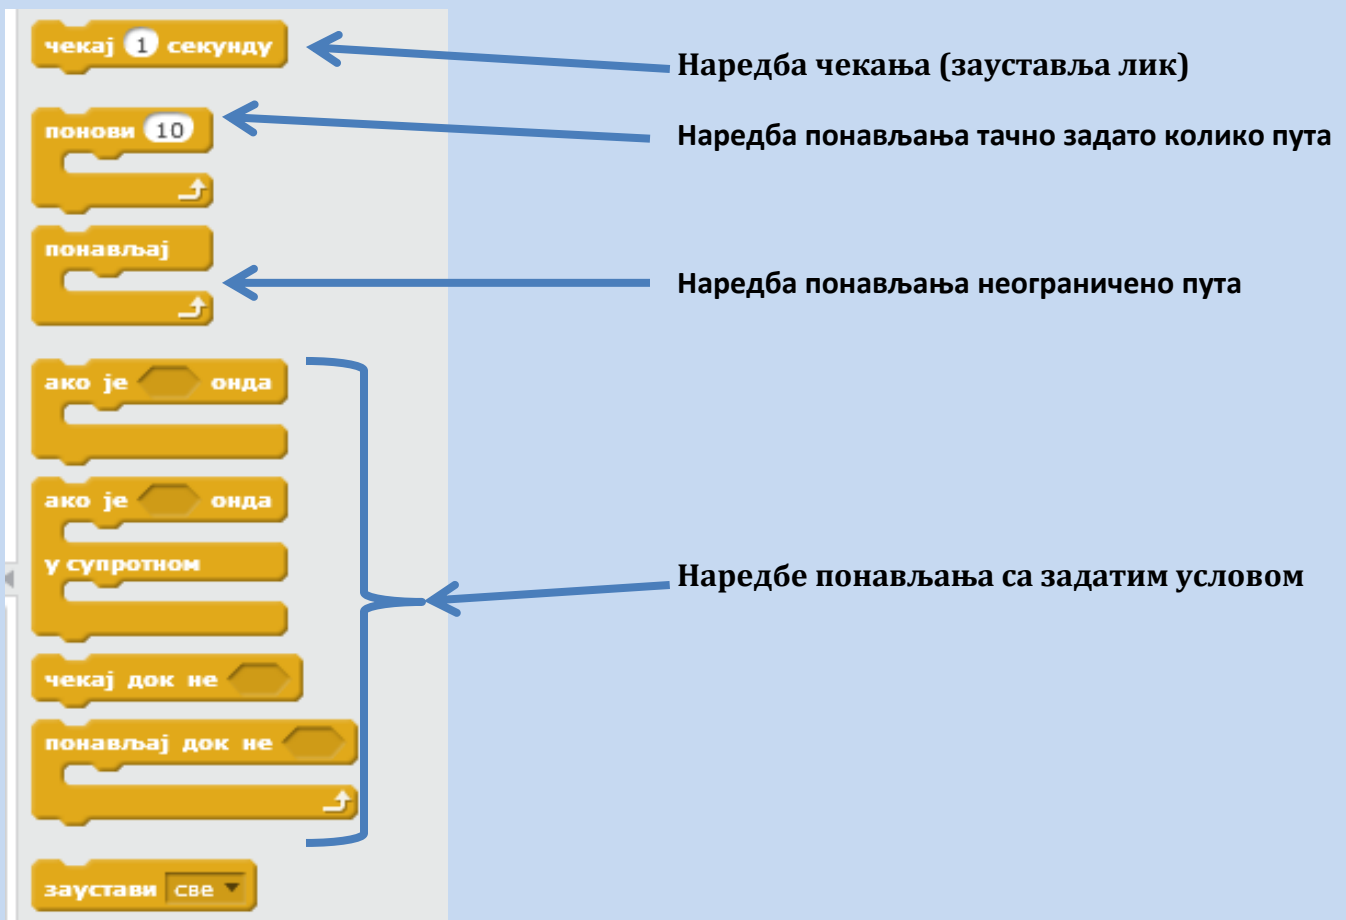 чекај 1 секунду
Наредба чекања (зауставља лик)
понови 10
Наредба понављања тачно задато колико пута
понављај
Наредба понављања неограничено пута
ако је онда
ако је онда
у супротном
Наредбе понављања са задатим условом
чекај док не
понављај док не
заустави све